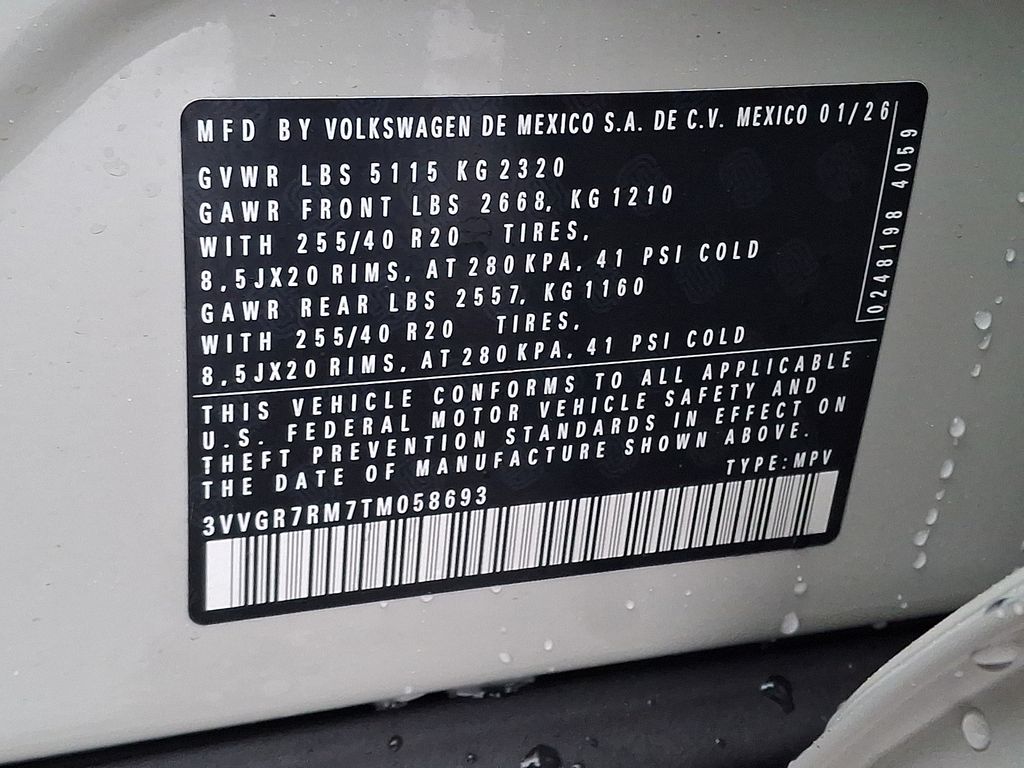 MFD BY VOLKSWAGEN DE MEXICO S.A. DE C.V. MEXICO 01/26
GVWR LBS 5115 KG 2320
GAWR FRONT LBS 2668, KG 1210
WITH 255/40 R20 TIRES,
8,5JX20 RIMS, AT 280 KPA, 41 PSI COLD
GAWR REAR LBS 2557, KG 1160
WITH 255/40 R20 TIRES,
8,5JX20 RIMS, AT 280 KPA, 41 PSI COLD
0248198 4059
THIS VEHICLE CONFORMS TO ALL APPLICABLE
U.S. FEDERAL MOTOR VEHICLE SAFETY AND
THEFT PREVENTION STANDARDS IN EFFECT ON
THE DATE OF MANUFACTURE SHOWN ABOVE.
TYPE: MPV
3VVGR7RM7TM058693